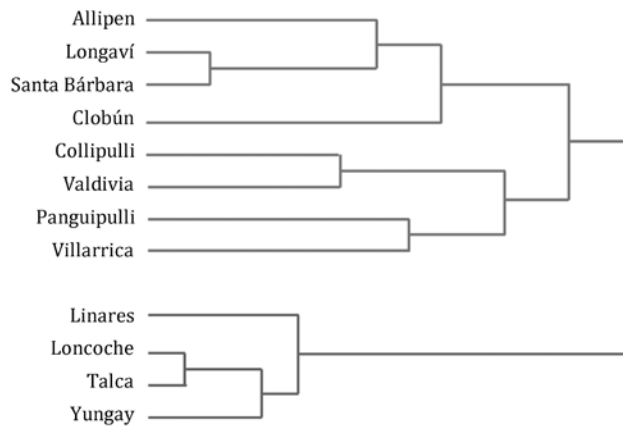 Allipen
Longaví
Santa Bárbara
Clobún
Collipulli
Valdivia
Panguipulli
Villarrica
Linares
Loncoche
Talca
Yungay